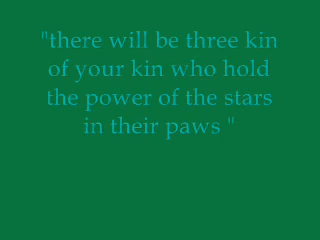 "there will be three kin
of your kin who hold
the power of the stars
in their paws "